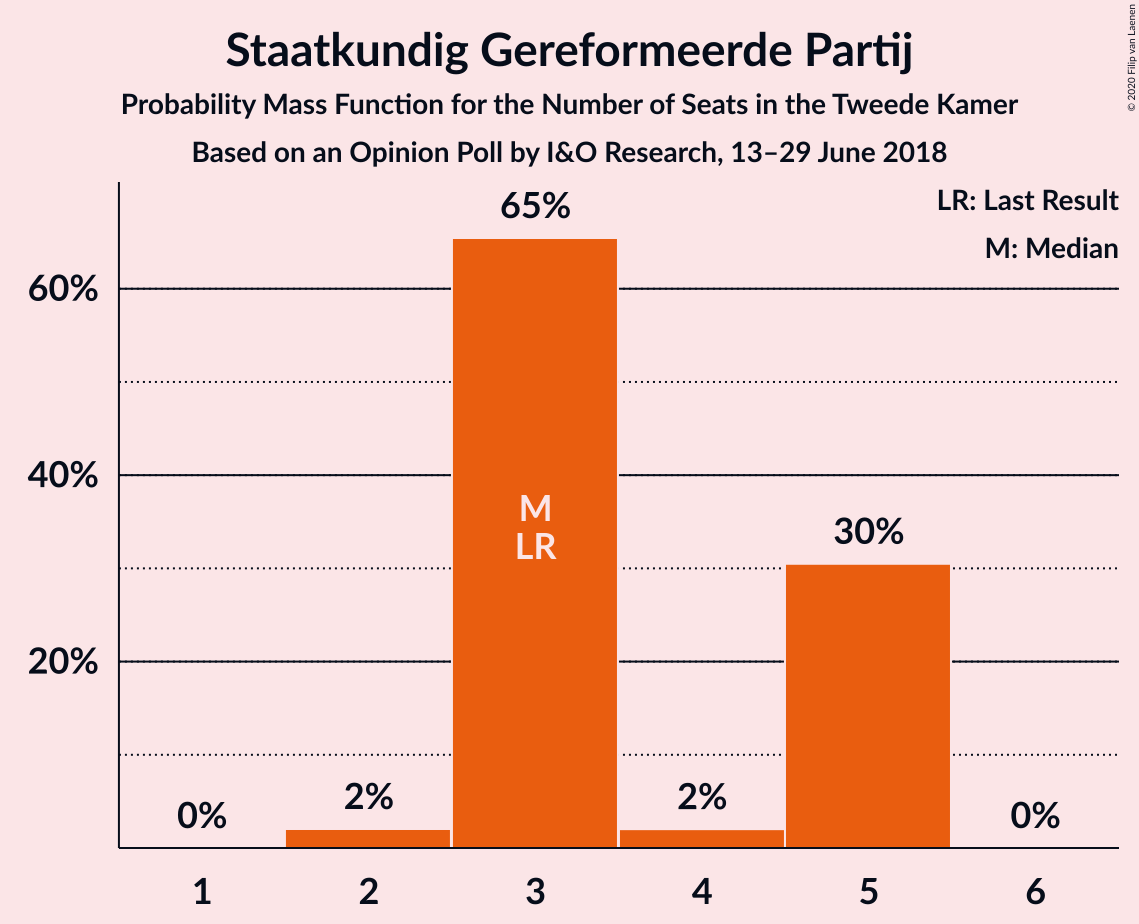 Staatkundig Gereformeerde Partij
Probability Mass Function for the Number of Seats in the Tweede Kamer
Based on an Opinion Poll by I&O Research, 13–29 June 2018
© 2020 Filip van Laenen
LR: Last Result
M: Median
65%
60%
40%
M
LR
30%
20%
0%
2%
2%
0%
1 2 3 4 5 6